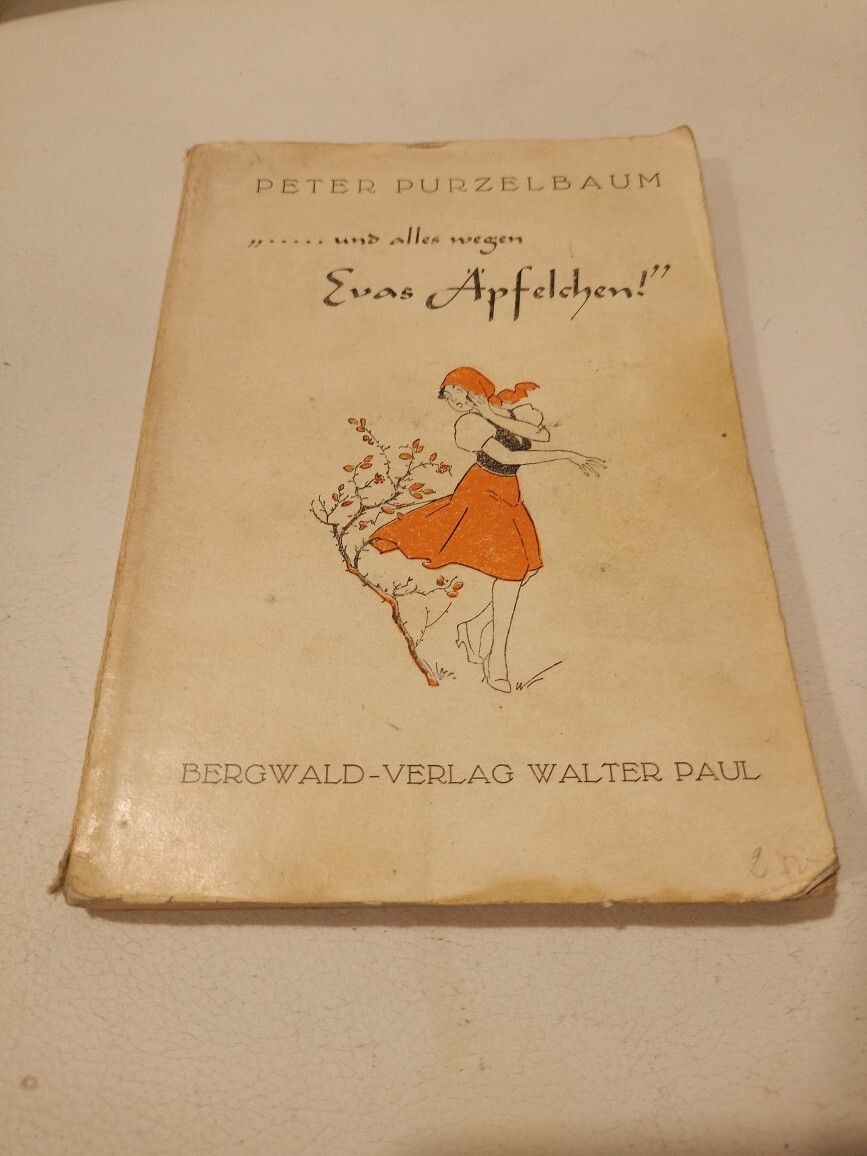 PETER PURZELBAUM
„..... und alles wegen
Evas Äpfelchen!”
BERGWALD-VERLAG WALTER PAUL